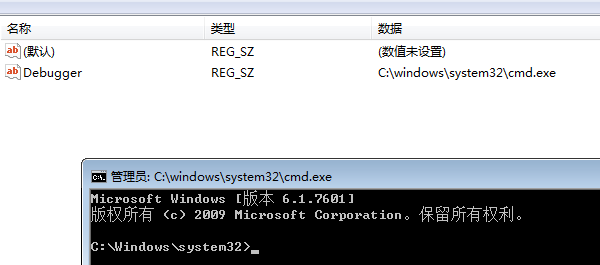 名称 类型 数据
(默认) REG_SZ (数值未设置)
Debugger REG_SZ C:\windows\system32\cmd.exe
管理员: C:\windows\system32\cmd.exe
Microsoft Windows [版本 6.1.7601]
版权所有 (c) 2009 Microsoft Corporation。保留所有权利。
C:\Windows\system32>_